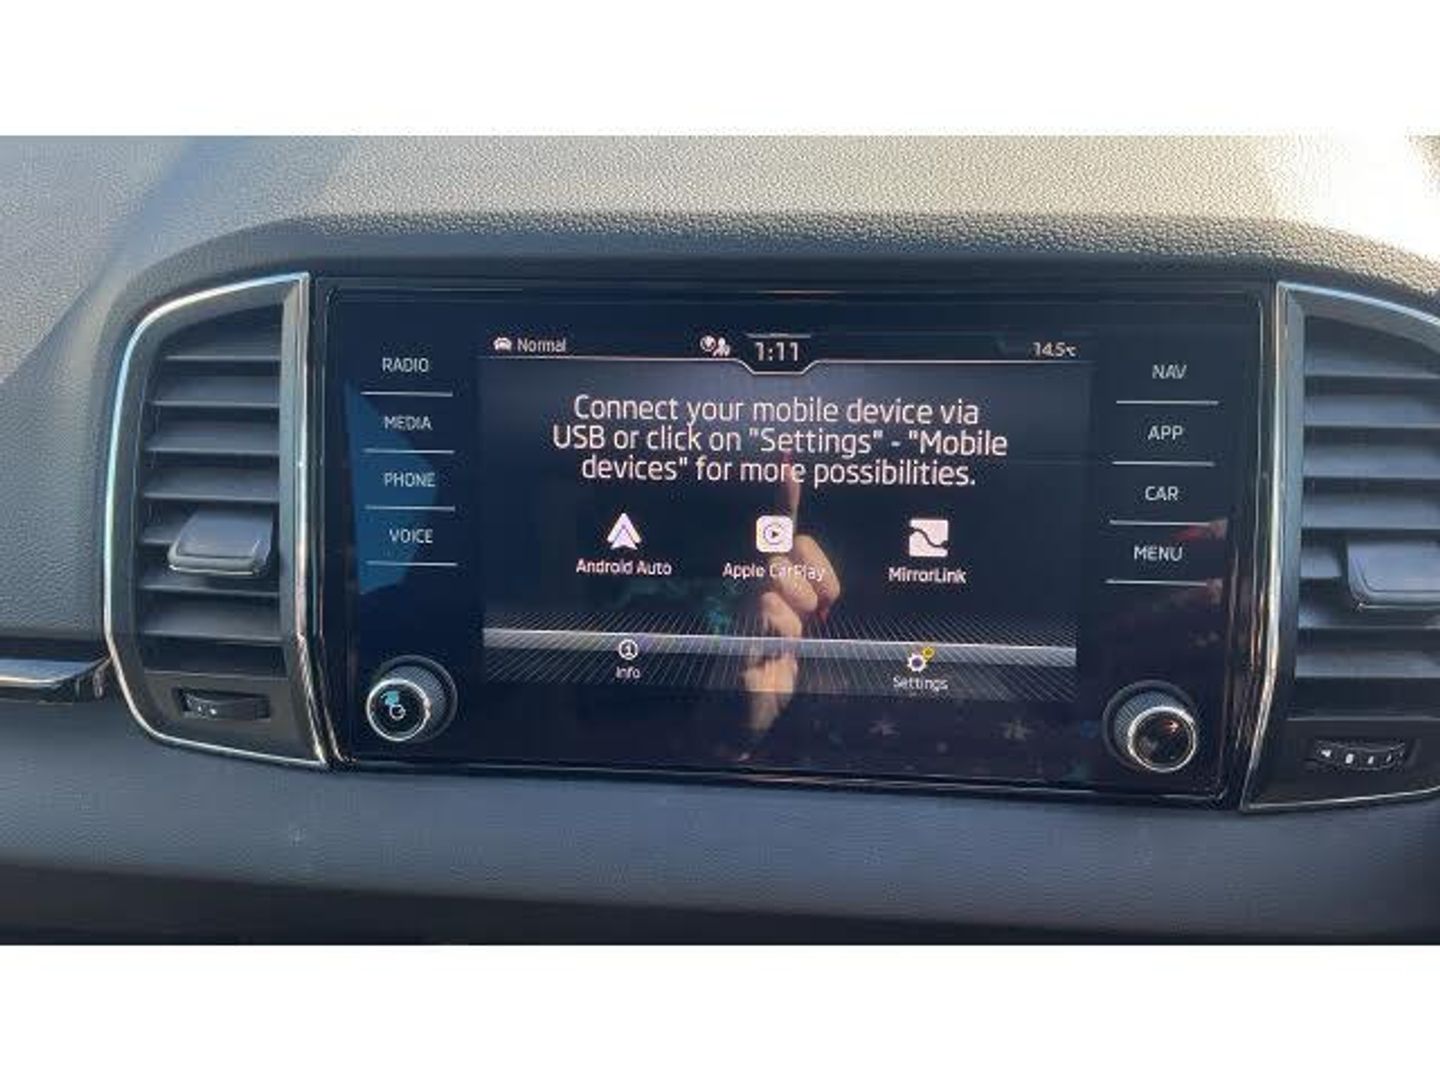 Normal
1:11
14.5°C
RADIO
MEDIA
PHONE
VOICE
Connect your mobile device via
USB or click on "Settings" - "Mobile
devices" for more possibilities.
Android Auto
Apple CarPlay
MirrorLink
Info
Settings
NAV
APP
CAR
MENU